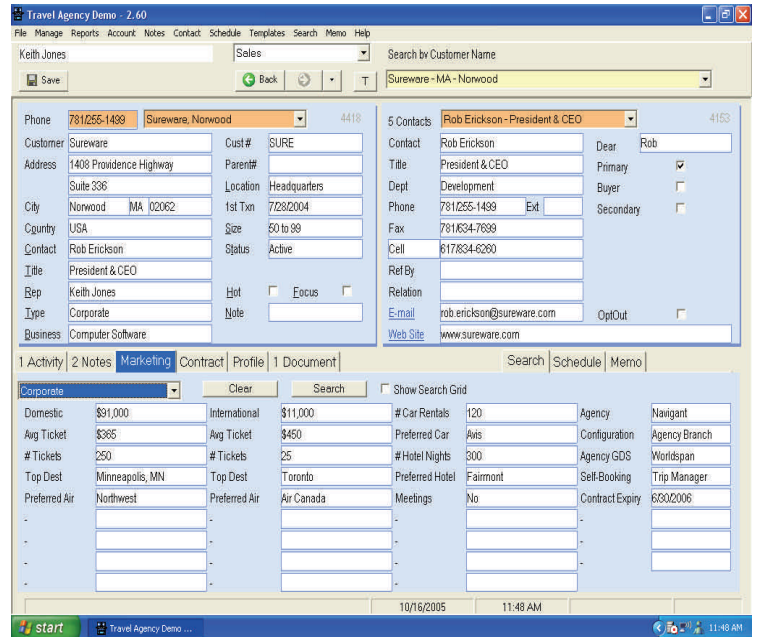 Travel Agency Demo - 2.60
File Manage Reports Account Notes Contact Schedule Templates Search Memo Help
Keith Jones Sales Search by Customer Name
Save Back T Sureware - MA - Norwood
Phone 781/255-1499 Sureware, Norwood 4418 5 Contacts Rob Erickson - President & CEO 4153
Customer Sureware Cust# SURE Contact Rob Erickson Dear Rob
Address 1408 Providence Highway Parent# Title President & CEO Primary
Suite 336 Location Headquarters Dept Development Buyer
City Norwood MA 02062 1st Txn 7/28/2004 Phone 781/255-1499 Ext Secondary
Country USA Size 50 to 99 Fax 781/634-7699
Contact Rob Erickson Status Active Cell 617/834-6260
Title President & CEO Ref By
Rep Keith Jones Hot Focus Relation
Type Corporate Note E-mail rob.erickson@sureware.com OptOut
Business Computer Software Web Site www.sureware.com
1 Activity 2 Notes Marketing Contract Profile 1 Document Search Schedule Memo
Corporate Clear Search Show Search Grid
Domestic $91,000 International $11,000 # Car Rentals 120 Agency Navigant
Avg Ticket $365 Avg Ticket $450 Preferred Car Avis Configuration Agency Branch
# Tickets 250 # Tickets 25 # Hotel Nights 300 Agency GDS Worldspan
Top Dest Minneapolis, MN Top Dest Toronto Preferred Hotel Fairmont Self-Booking Trip Manager
Preferred Air Northwest Preferred Air Air Canada Meetings No Contract Expiry 6/30/2006
- - - -
- - - -
- - - -
- - -
10/16/2005 11:48 AM
start Travel Agency Demo ... 11:48 AM